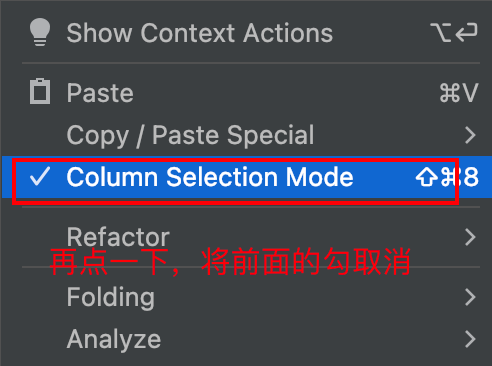 Show Context Actions ⌥↩
Paste ⌘V
Copy / Paste Special
Column Selection Mode ⇧⌘8
Refactor
再点一下，将前面的勾取消
Folding
Analyze